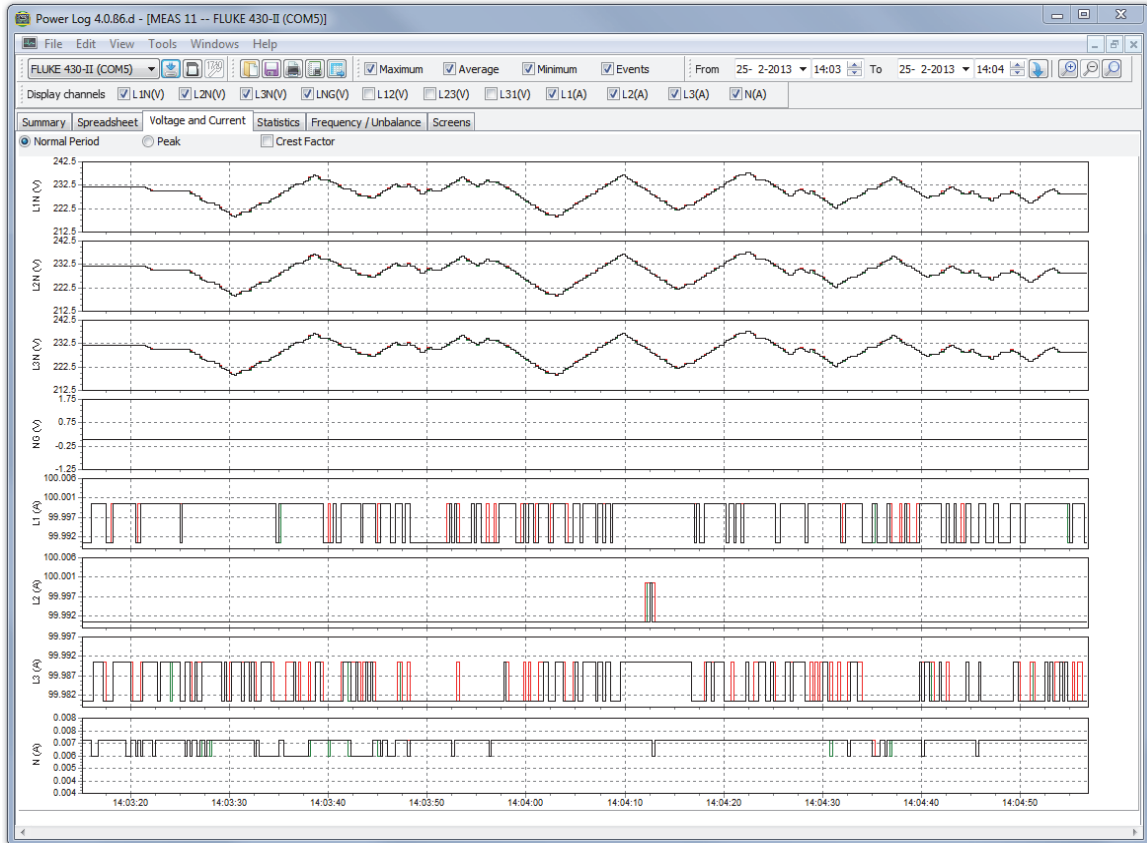 Power Log 4.0.86.d - [MEAS 11 -- FLUKE 430-II (COM5)]
File Edit View Tools Windows Help
FLUKE 430-II (COM5) Maximum Average Minimum Events From 25- 2-2013 14:03 To 25- 2-2013 14:04
Display channels L1N(V) L2N(V) L3N(V) LNG(V) L12(V) L23(V) L31(V) L1(A) L2(A) L3(A) N(A)
Summary Spreadsheet Voltage and Current Statistics Frequency / Unbalance Screens
Normal Period Peak Crest Factor
L1N (V)
242.5
232.5
222.5
212.5
L2N (V)
242.5
232.5
222.5
212.5
L3N (V)
242.5
232.5
222.5
212.5
NG (V)
1.75
0.75
-0.25
-1.25
L1 (A)
100.006
100.001
99.997
99.992
L2 (A)
100.006
100.001
99.997
99.992
L3 (A)
99.997
99.992
99.987
99.982
N (A)
0.008
0.008
0.007
0.006
0.005
0.004
0.004
14:03:20 14:03:30 14:03:40 14:03:50 14:04:00 14:04:10 14:04:20 14:04:30 14:04:40 14:04:50